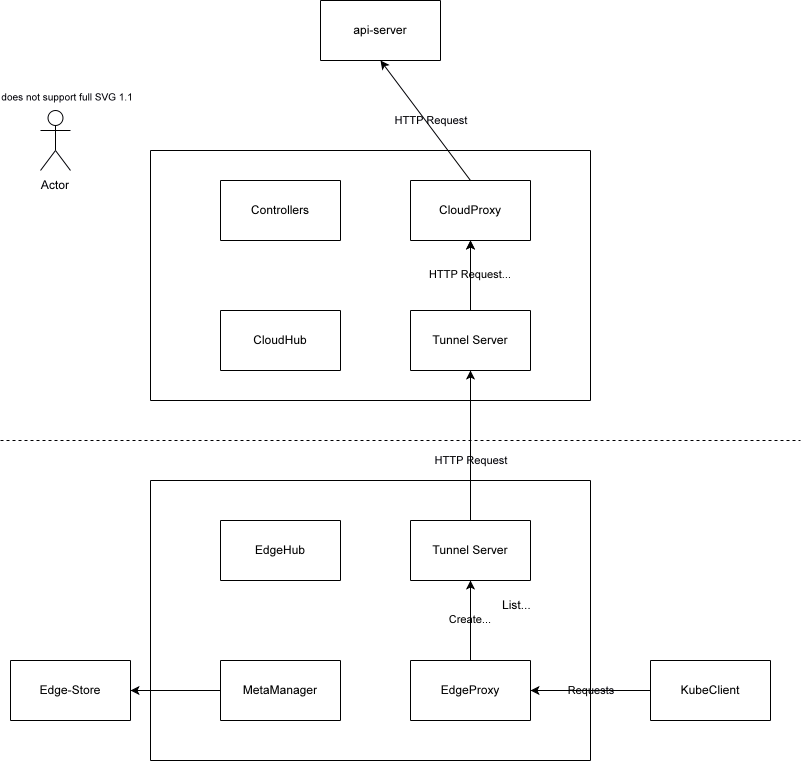 api-server
does not support full SVG 1.1
HTTP Request
Actor
Controllers
CloudProxy
HTTP Request...
CloudHub
Tunnel Server
HTTP Request
EdgeHub
Tunnel Server
List...
Create...
Edge-Store
MetaManager
EdgeProxy
Requests
KubeClient